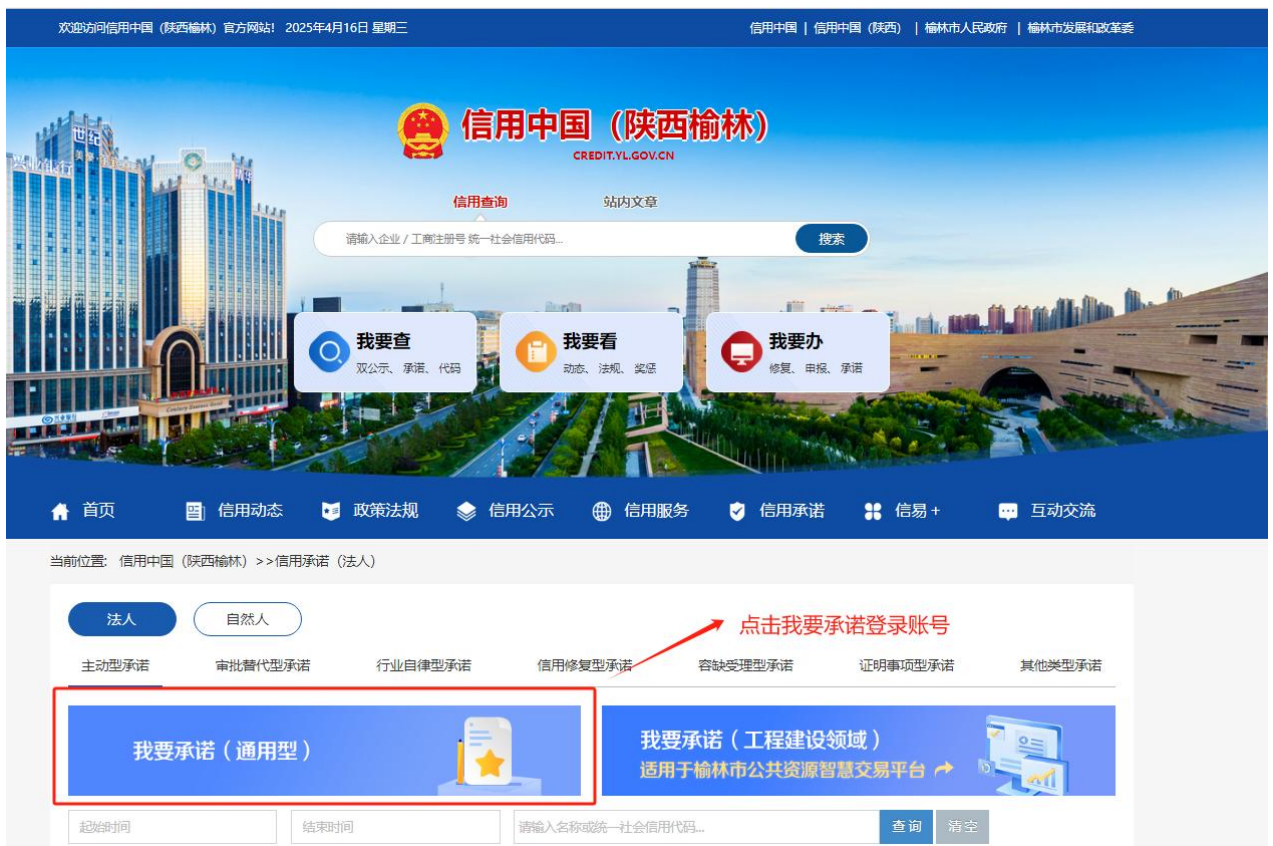 欢迎访问信用中国（陕西榆林）官方网站！ 2025年4月16日 星期三
信用中国 | 信用中国（陕西） | 榆林市人民政府 | 榆林市发展和改革委
世纪
兴业银行
信用中国（陕西榆林）
CREDIT.YL.GOV.CN
信用查询 站内文章
请输入企业 / 工商注册号 统一社会信用代码... 搜索
我要查 我要看 我要办
双公示、承诺、代码 动态、法规、奖惩 修复、申报、承诺
首页 信用动态 政策法规 信用公示 信用服务 信用承诺 信易+ 互动交流
当前位置: 信用中国（陕西榆林）>>信用承诺（法人）
法人 自然人
点击我要承诺登录账号
主动型承诺 审批替代型承诺 行业自律型承诺 信用修复型承诺 容缺受理型承诺 证明事项型承诺 其他类型承诺
我要承诺（通用型）
我要承诺（工程建设领域）
适用于榆林市公共资源智慧交易平台
起始时间 结束时间 请输入名称或统一社会信用代码... 查询 清空